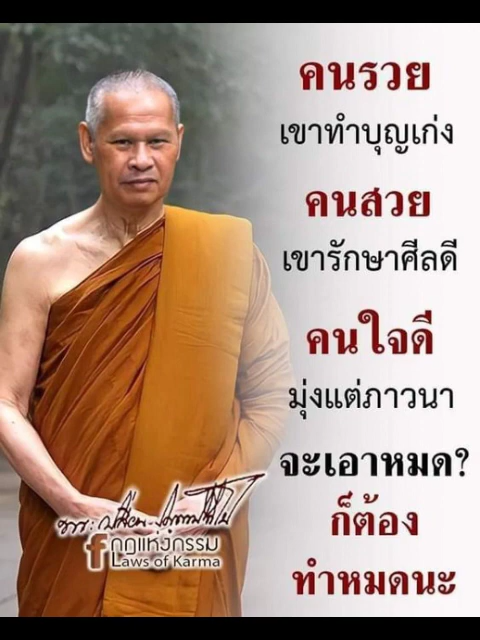 คนรวย
เขาทำบุญเก่ง
คนสวย
เขารักษาศีลดี
คนใจดี
มุ่งแต่ภาวนา
จะเอาหมด?
ก็ต้อง
ทำหมดนะ
กฎแห่งกรรม
Laws of Karma